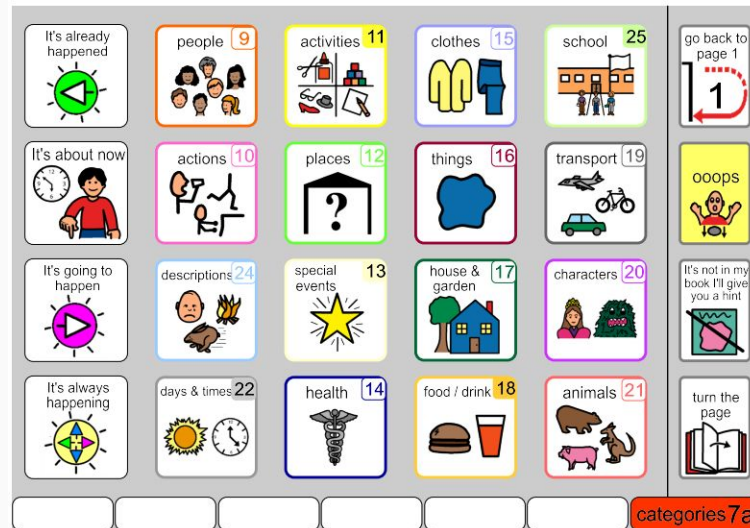 It's already
happened
people 9
activities 11
clothes 15
school 25
go back to
page 1
1
It's about now
actions 10
places 12
?
things 16
transport 19
ooops
It's going to
happen
descriptions 24
special
events 13
house &
garden 17
characters 20
It's not in my
book I'll give
you a hint
It's always
happening
days & times 22
health 14
food / drink 18
animals 21
turn the
page
categories 7a